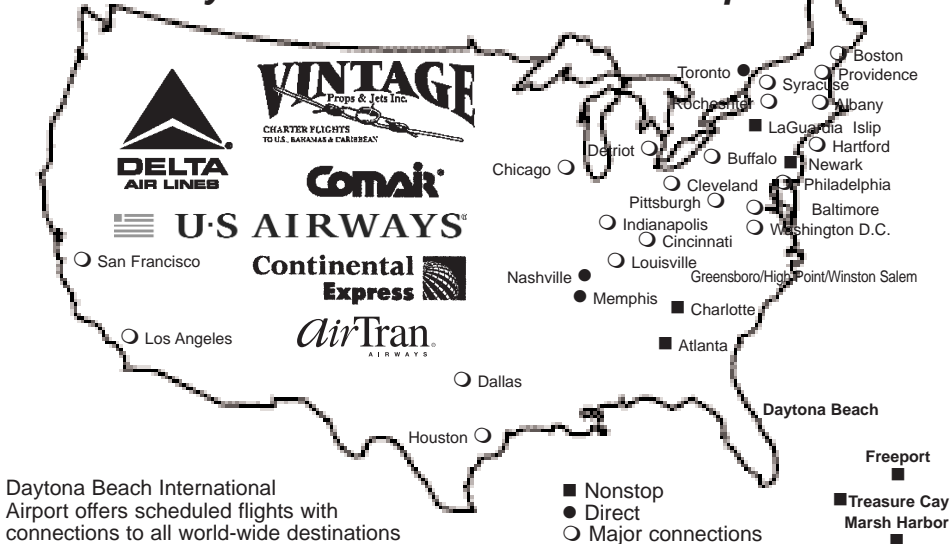 VINTAGE
Props & Jets Inc.
CHARTER FLIGHTS
TO U.S., BAHAMAS & CARIBBEAN
DELTA
AIR LINES
Comair
U·S AIRWAYS
Continental
Express
airTran
AIRWAYS
Boston
Toronto
Providence
Syracuse
Rochester
Albany
LaGuardia Islip
Hartford
Detriot
Buffalo
Newark
Chicago
Cleveland
Philadelphia
Pittsburgh
Baltimore
Indianapolis
Washington D.C.
Cincinnati
San Francisco
Louisville
Nashville
Greensboro/High Point/Winston Salem
Memphis
Charlotte
Los Angeles
Atlanta
Dallas
Daytona Beach
Houston
Freeport
Treasure Cay
Marsh Harbor
Daytona Beach International
Airport offers scheduled flights with
connections to all world-wide destinations
Nonstop
Direct
Major connections